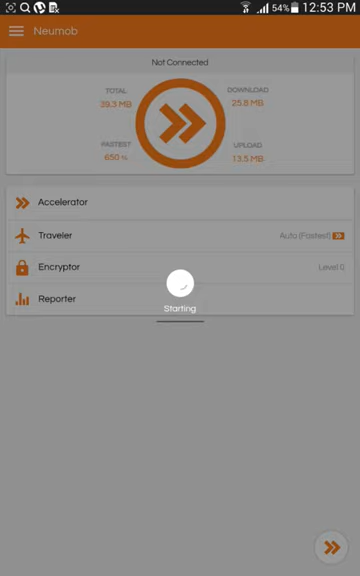 54% 12:53 PM
Neumob
Not Connected
TOTAL
39.3 MB
DOWNLOAD
25.8 MB
FASTEST
650 %
UPLOAD
13.5 MB
Accelerator
Traveler
Auto (Fastest)
Encryptor
Level 0
Reporter
Starting